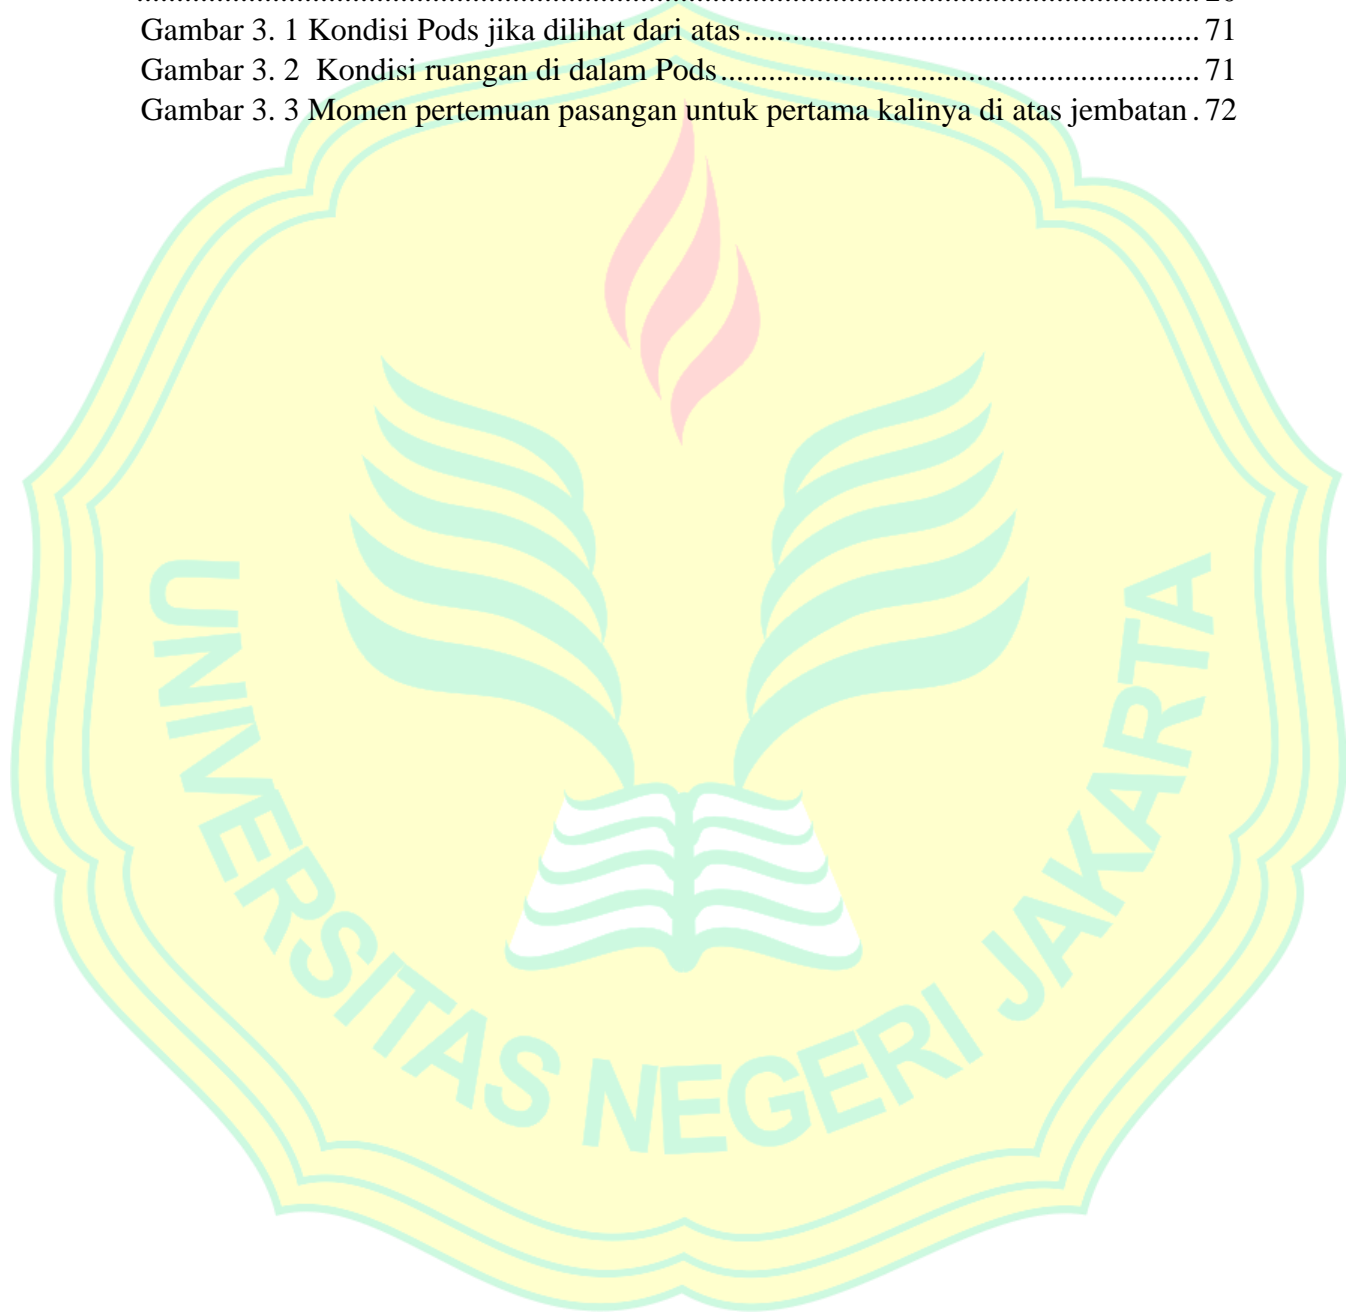 Gambar 3. 1 Kondisi Pods jika dilihat dari atas ......................................................... 71
Gambar 3. 2  Kondisi ruangan di dalam Pods ............................................................ 71
Gambar 3. 3 Momen pertemuan pasangan untuk pertama kalinya di atas jembatan . 72
UNIVERSITAS NEGERI JAKARTA